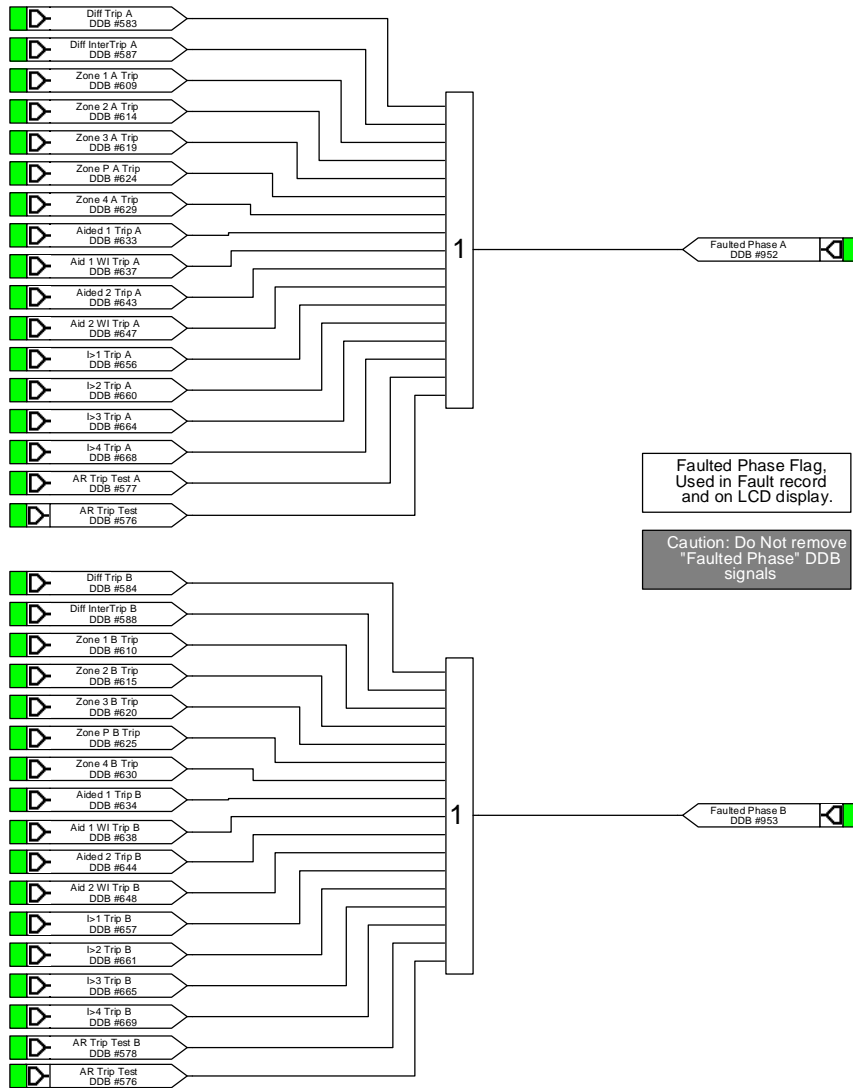 Diff Trip A
DDB #583
Diff InterTrip A
DDB #587
Zone 1 A Trip
DDB #609
Zone 2 A Trip
DDB #614
Zone 3 A Trip
DDB #619
Zone P A Trip
DDB #624
Zone 4 A Trip
DDB #629
Aided 1 Trip A
DDB #633
Aid 1 WI Trip A
DDB #637
Aided 2 Trip A
DDB #643
Aid 2 WI Trip A
DDB #647
I>1 Trip A
DDB #656
I>2 Trip A
DDB #660
I>3 Trip A
DDB #664
I>4 Trip A
DDB #668
AR Trip Test A
DDB #577
AR Trip Test
DDB #576
1
Faulted Phase A
DDB #952
Faulted Phase Flag,
Used in Fault record
and on LCD display.
Caution: Do Not remove
"Faulted Phase" DDB
signals
Diff Trip B
DDB #584
Diff InterTrip B
DDB #588
Zone 1 B Trip
DDB #610
Zone 2 B Trip
DDB #615
Zone 3 B Trip
DDB #620
Zone P B Trip
DDB #625
Zone 4 B Trip
DDB #630
Aided 1 Trip B
DDB #634
Aid 1 WI Trip B
DDB #638
Aided 2 Trip B
DDB #644
Aid 2 WI Trip B
DDB #648
I>1 Trip B
DDB #657
I>2 Trip B
DDB #661
I>3 Trip B
DDB #665
I>4 Trip B
DDB #669
AR Trip Test B
DDB #578
AR Trip Test
DDB #576
1
Faulted Phase B
DDB #953